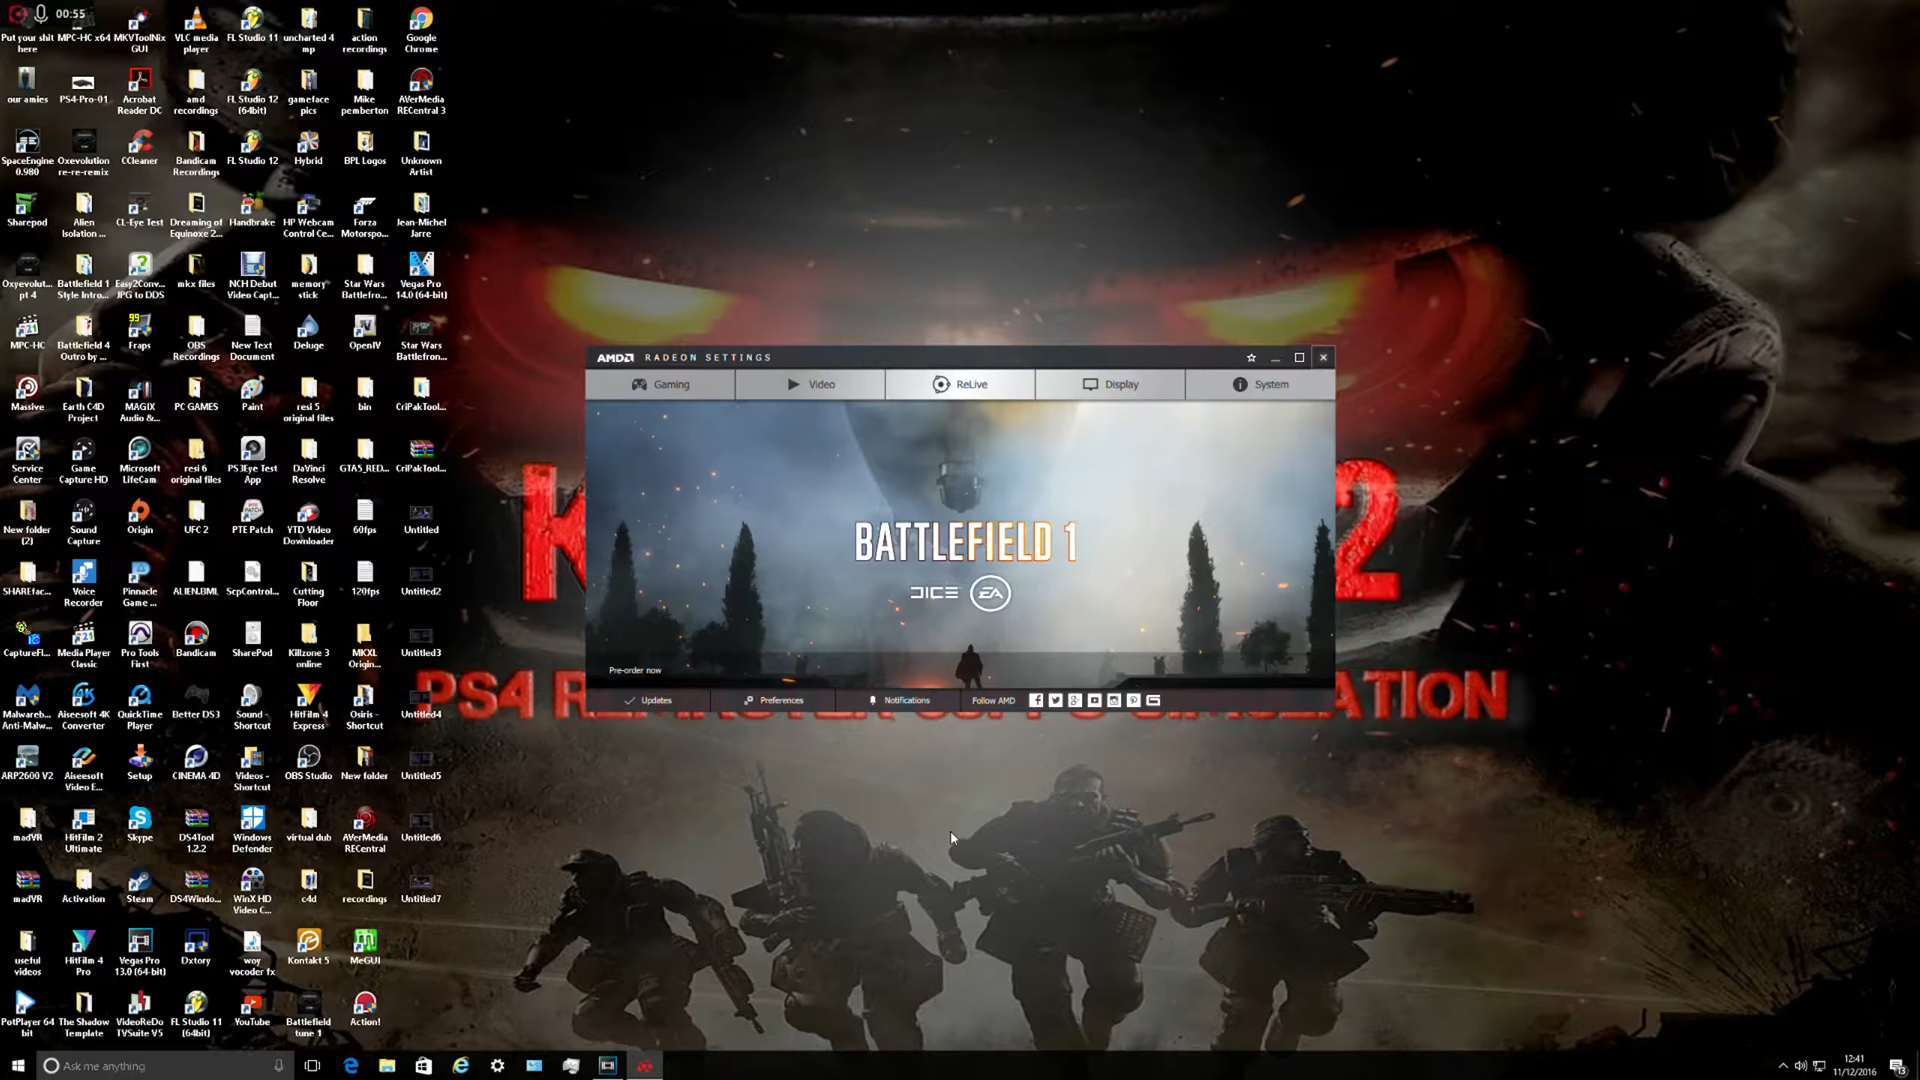 00:55
Put your shit here
MPC-HC x64
MKVToolNix GUI
VLC media player
FL Studio 11
uncharted 4 mp
action recordings
Google Chrome
our amies
PS4-Pro-01
Acrobat Reader DC
amd recordings
FL Studio 12 (64bit)
gameface pics
Mike pemberton
AVerMedia RECentral 3
SpaceEngine 0.980
Oxevolution re-re-remix
CCleaner
Bandicam Recordings
FL Studio 12
Hybrid
BPL Logos
Unknown Artist
Sharepod
Alien Isolation ...
CL-Eye Test
Dreaming of Equinoxe 2...
Handbrake
HP Webcam Control Ce...
Forza Motorspo...
Jean-Michel Jarre
Oxyevolut... pt 4
Battlefield 1 Style Intro...
Easy2Conv... JPG to DDS
mkx files
NCH Debut Video Capt...
memory stick
Star Wars Battlefro...
Vegas Pro 14.0 (64-bit)
MPC-HC
Battlefield 4 Outro by ...
99
Fraps
OBS Recordings
New Text Document
Deluge
OpenIV
Star Wars Battlefron...
Massive
Earth C4D Project
MAGIX Audio &...
PC GAMES
Paint
resi 5 original files
bin
CriPakTool...
Service Center
Game Capture HD
Microsoft LifeCam
resi 6 original files
PS3Eye Test App
DaVinci Resolve
GTA5_RED...
CriPakTool...
New folder (2)
Sound Capture
Origin
UFC 2
PTE Patch
YTD Video Downloader
60fps
Untitled
SHAREfac...
Voice Recorder
Pinnacle Game ...
ALIEN.BML
ScpControl...
Cutting Floor
120fps
Untitled2
CaptureFl...
Media Player Classic
Pro Tools First
Bandicam
SharePod
Killzone 3 online
MKXL Origin...
Untitled3
Malwareb... Anti-Malw...
Aiseesoft 4K Converter
QuickTime Player
Better DS3
Sound - Shortcut
HitFilm 4 Express
Osiris - Shortcut
Untitled4
ARP2600 V2
Aiseesoft Video E...
Setup
CINEMA 4D
Videos - Shortcut
OBS Studio
New folder
Untitled5
madVR
HitFilm 2 Ultimate
Skype
DS4Tool 1.2.2
Windows Defender
virtual dub
AVerMedia RECentral
Untitled6
madVR
Activation
Steam
DS4Windo...
WinX HD Video C...
c4d
recordings
Untitled7
useful videos
HitFilm 4 Pro
Vegas Pro 13.0 (64-bit)
Dxtory
woy vocoder fx
Kontakt 5
MeGUI
PotPlayer 64 bit
The Shadow Template
VideoReDo TVSuite V5
FL Studio 11 (64bit)
YouTube
Battlefield tune 1
Action!
AMD RADEON SETTINGS
Gaming
Video
ReLive
Display
System
BATTLEFIELD 1
DICE EA
Pre-order now
Updates
Preferences
Notifications
Follow AMD
K
2
PS4 RE
ATION
Ask me anything
12:41
11/12/2016
13